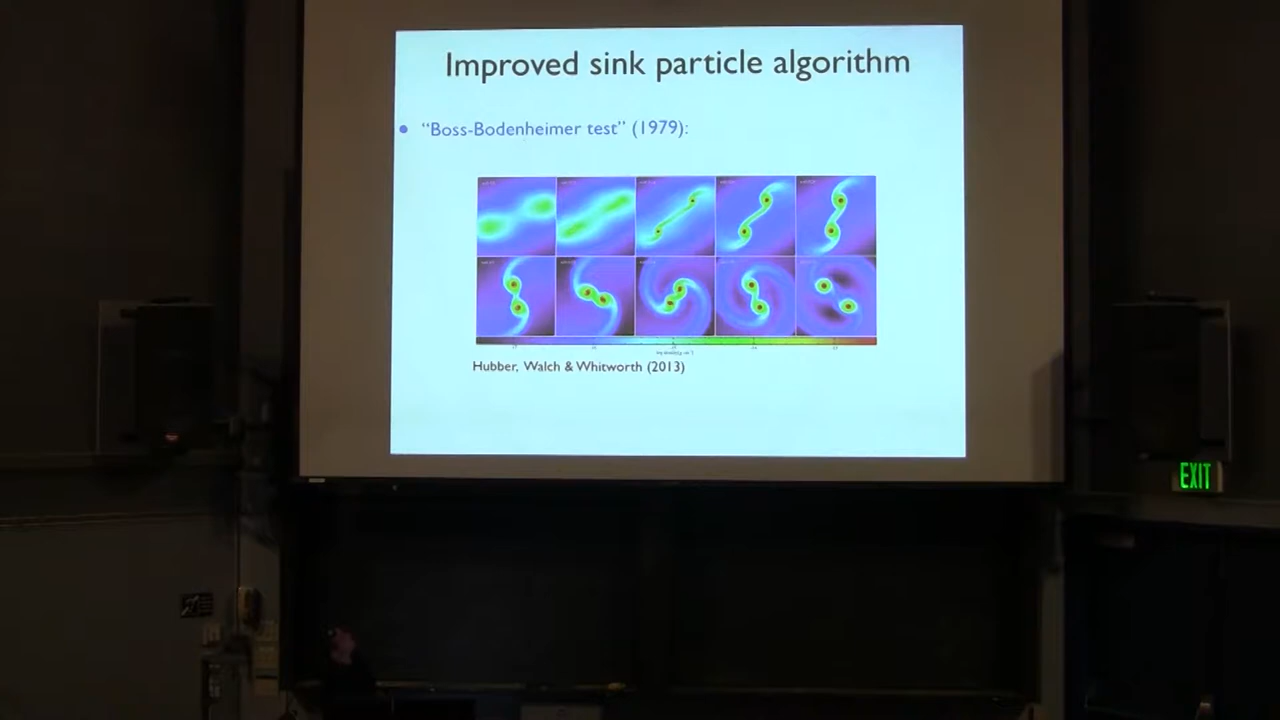 Improved sink particle algorithm
• “Boss-Bodenheimer test” (1979):
Hubber, Walch & Whitworth (2013)
EXIT